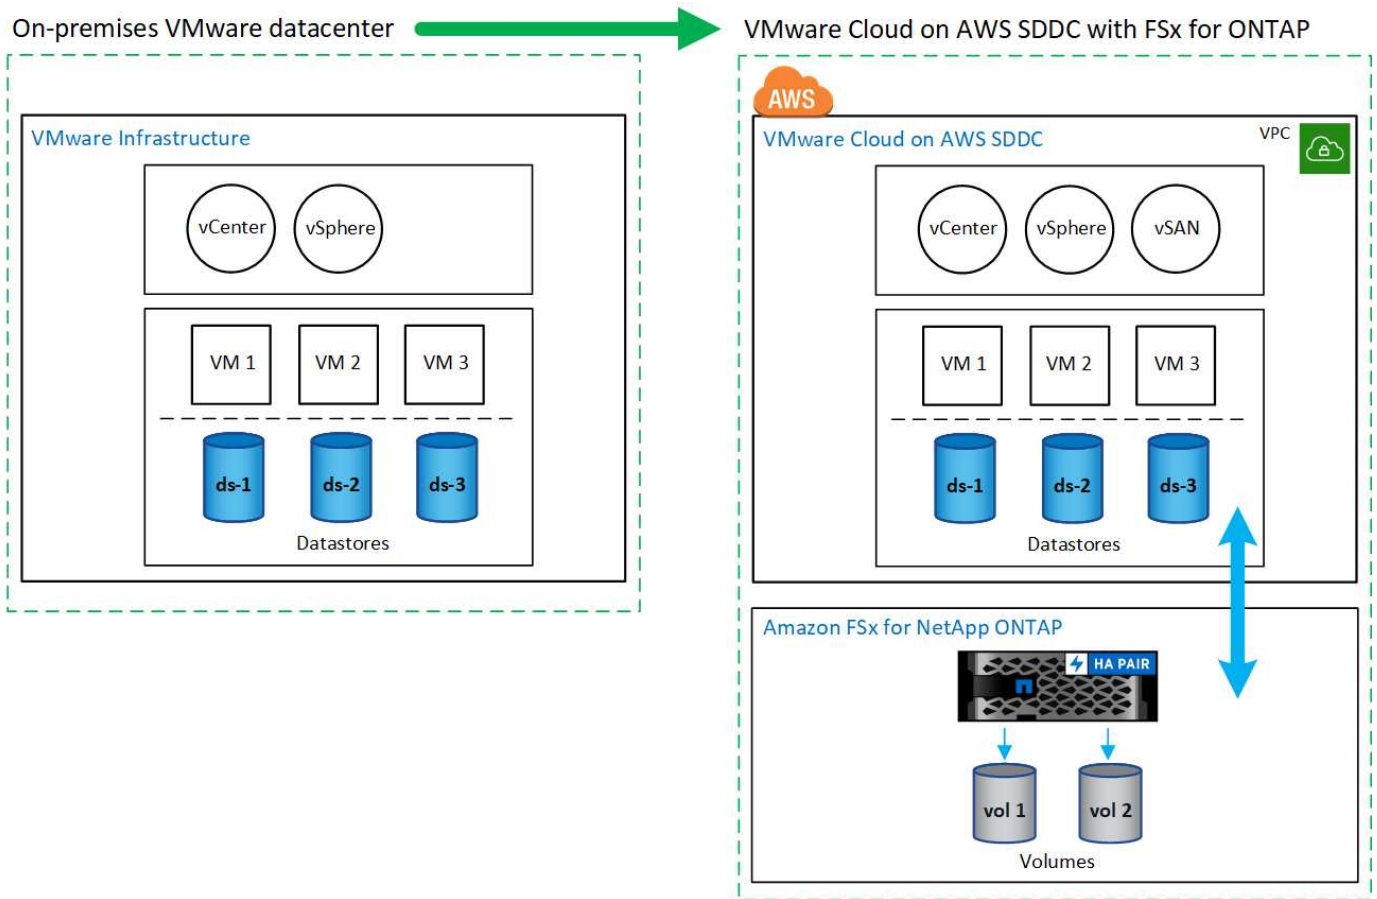 On-premises VMware datacenter
VMware Cloud on AWS SDDC with FSx for ONTAP
VMware Infrastructure
vCenter
vSphere
VM 1
VM 2
VM 3
ds-1
ds-2
ds-3
Datastores
AWS
VMware Cloud on AWS SDDC
VPC
vCenter
vSphere
vSAN
VM 1
VM 2
VM 3
ds-1
ds-2
ds-3
Datastores
Amazon FSx for NetApp ONTAP
HA PAIR
vol 1
vol 2
Volumes